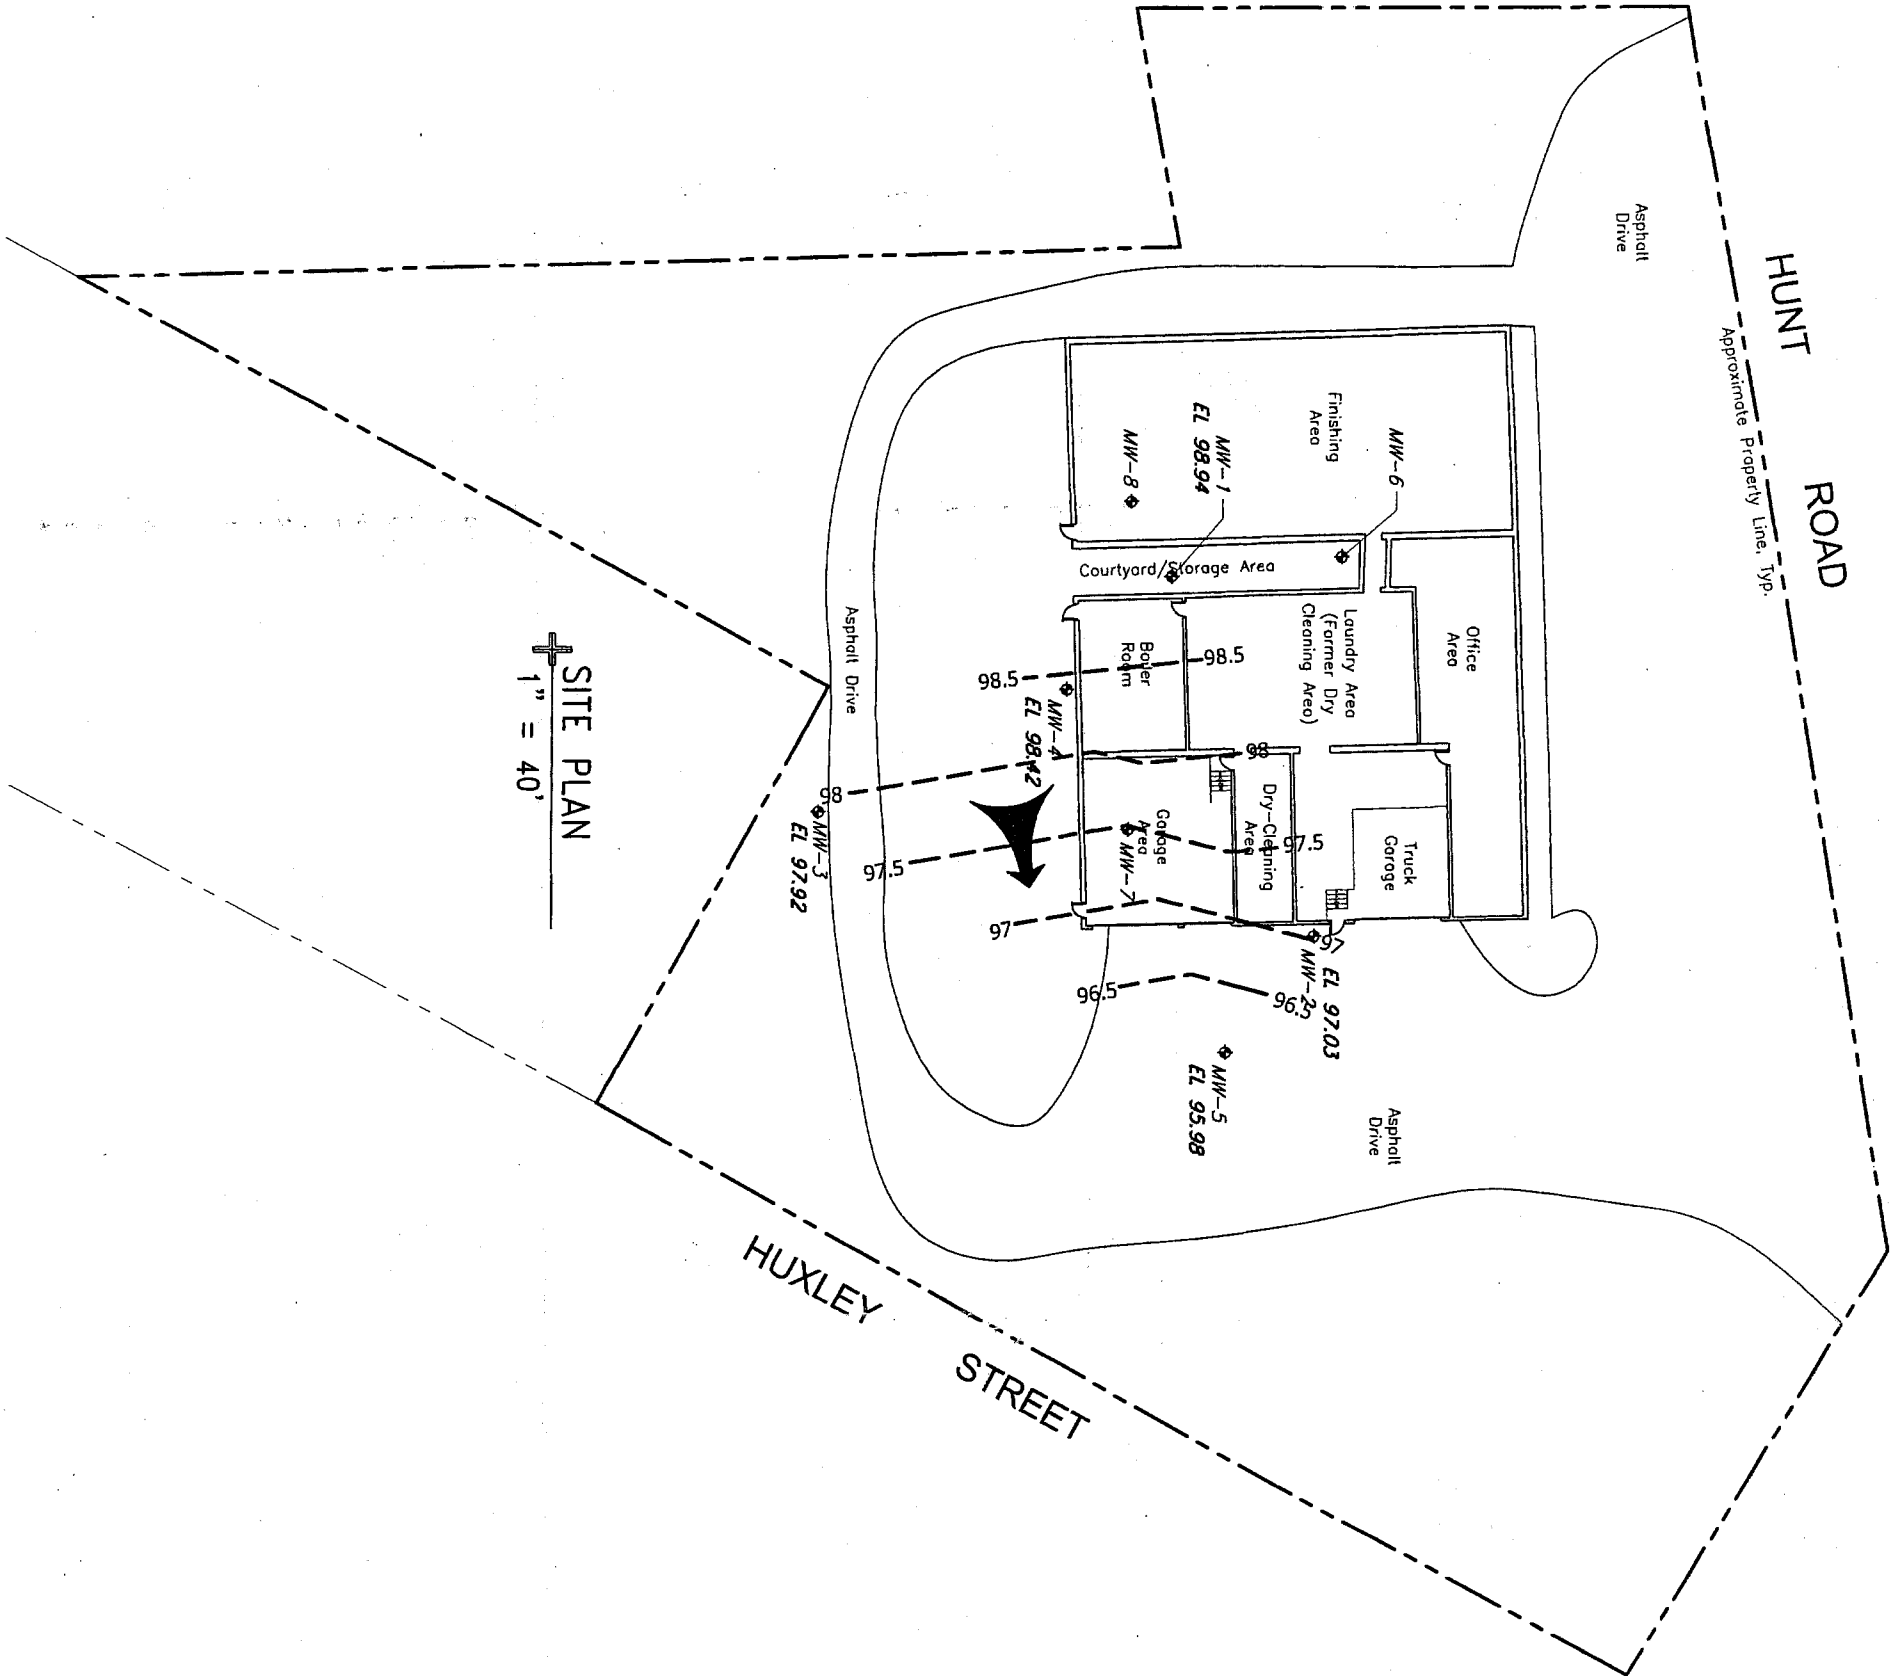 HUNT ROAD
Approximate Property Line, Typ.
Asphalt
Drive
Finishing
Area
MW-6
MW-1
EL 98.94
MW-8
Courtyard/Storage Area
Office
Area
Laundry Area
(Former Dry
Cleaning Area)
Boiler
Room
98.5
98.5
MW-4
EL 98.42
98
98
Asphalt Drive
MW-3
EL 97.92
Garage
Area
MW-7
Dry-Cleaning
Area
Truck
Garage
97.5
97.5
97
97
MW-2
EL 97.03
96.5
96.5
MW-5
EL 95.98
Asphalt
Drive
SITE PLAN
1" = 40'
HUXLEY STREET